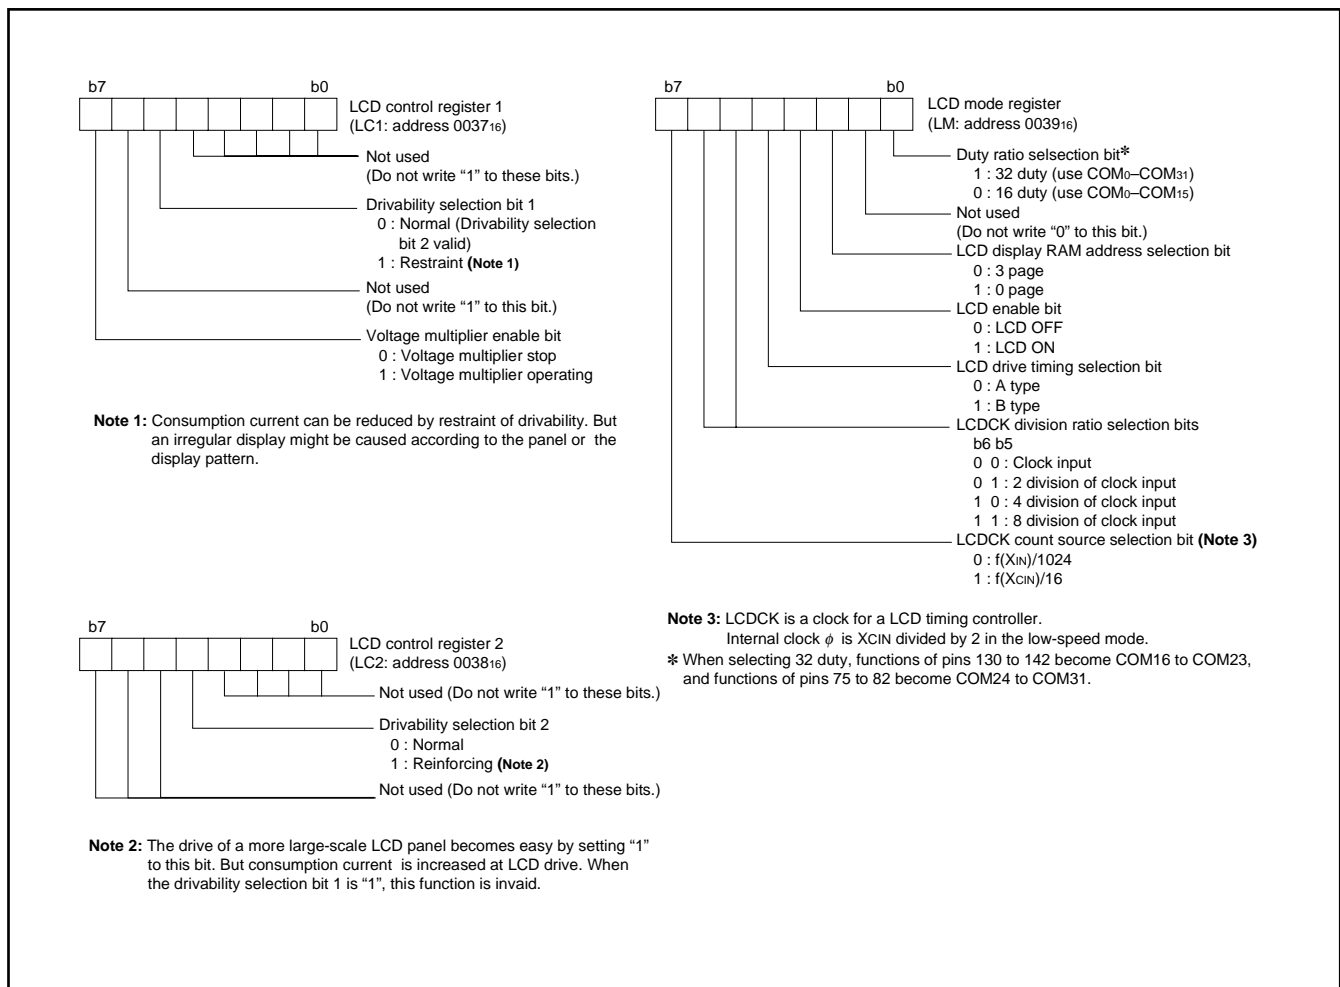 b7 b0
LCD control register 1
(LC1: address 003716)
Not used
(Do not write “1” to these bits.)
Drivability selection bit 1
0 : Normal (Drivability selection
bit 2 valid)
1 : Restraint (Note 1)
Not used
(Do not write “1” to this bit.)
Voltage multiplier enable bit
0 : Voltage multiplier stop
1 : Voltage multiplier operating
Note 1: Consumption current can be reduced by restraint of drivability. But
an irregular display might be caused according to the panel or the
display pattern.
b7 b0
LCD control register 2
(LC2: address 003816)
Not used (Do not write “1” to these bits.)
Drivability selection bit 2
0 : Normal
1 : Reinforcing (Note 2)
Not used (Do not write “1” to these bits.)
Note 2: The drive of a more large-scale LCD panel becomes easy by setting “1”
to this bit. But consumption current is increased at LCD drive. When
the drivability selection bit 1 is “1”, this function is invaid.
b7 b0
LCD mode register
(LM: address 003916)
Duty ratio selsection bit✻
1 : 32 duty (use COM0–COM31)
0 : 16 duty (use COM0–COM15)
Not used
(Do not write “0” to this bit.)
LCD display RAM address selection bit
0 : 3 page
1 : 0 page
LCD enable bit
0 : LCD OFF
1 : LCD ON
LCD drive timing selection bit
0 : A type
1 : B type
LCDCK division ratio selection bits
b6 b5
0 0 : Clock input
0 1 : 2 division of clock input
1 0 : 4 division of clock input
1 1 : 8 division of clock input
LCDCK count source selection bit (Note 3)
0 : f(XIN)/1024
1 : f(XCIN)/16
Note 3: LCDCK is a clock for a LCD timing controller.
Internal clock ϕ is XCIN divided by 2 in the low-speed mode.
✻ When selecting 32 duty, functions of pins 130 to 142 become COM16 to COM23,
and functions of pins 75 to 82 become COM24 to COM31.